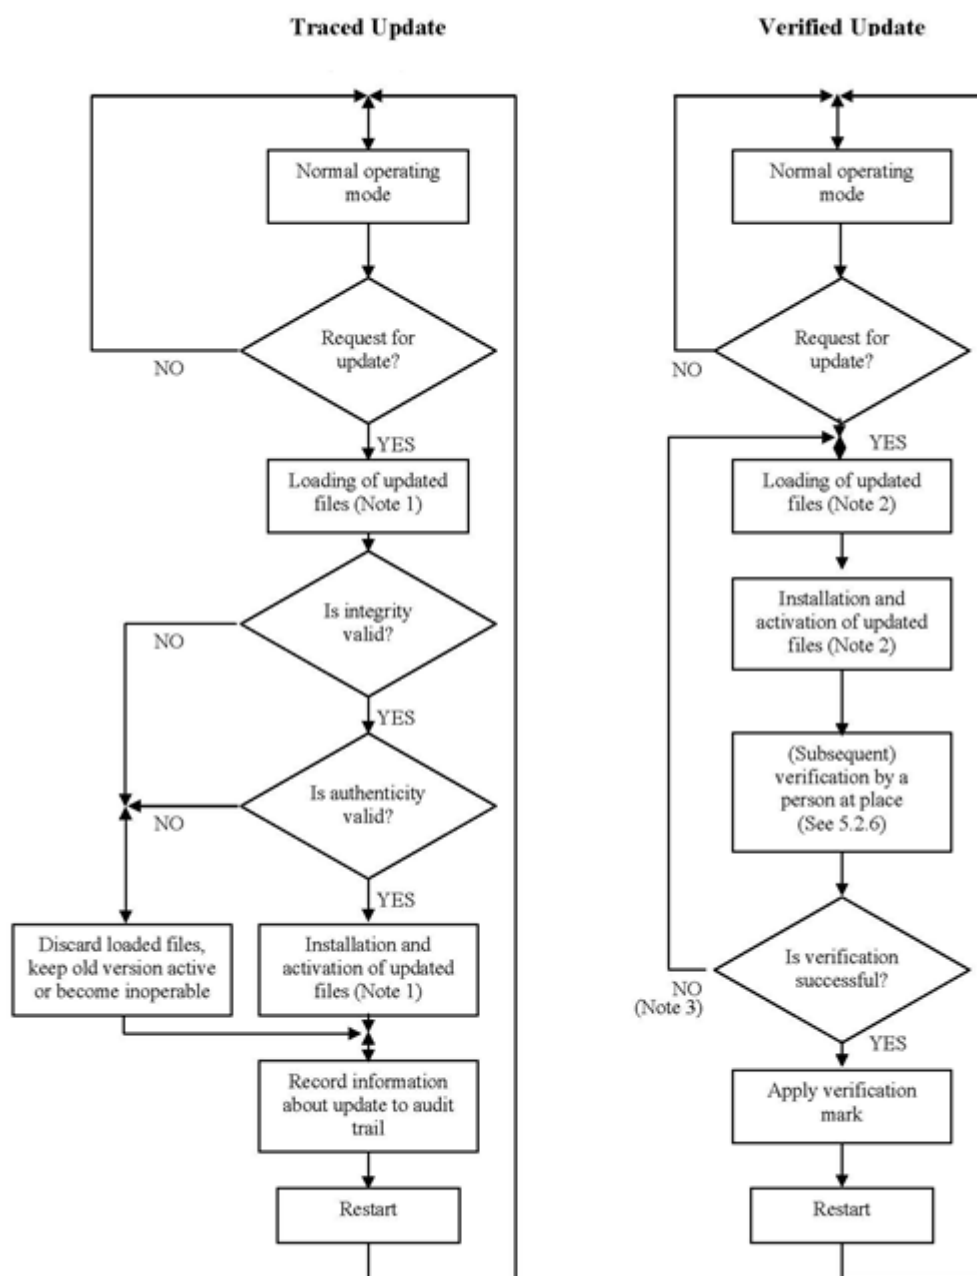 Traced Update
Normal operating
mode
Request for
update?
NO
YES
Loading of updated
files (Note 1)
Is integrity
valid?
NO
YES
Is authenticity
valid?
NO
YES
Discard loaded files,
keep old version active
or become inoperable
Installation and
activation of updated
files (Note 1)
Record information
about update to audit
trail
Restart
Verified Update
Normal operating
mode
Request for
update?
NO
YES
Loading of updated
files (Note 2)
Installation and
activation of updated
files (Note 2)
(Subsequent)
verification by a
person at place
(See 5.2.6)
Is verification
successful?
NO
(Note 3)
YES
Apply verification
mark
Restart